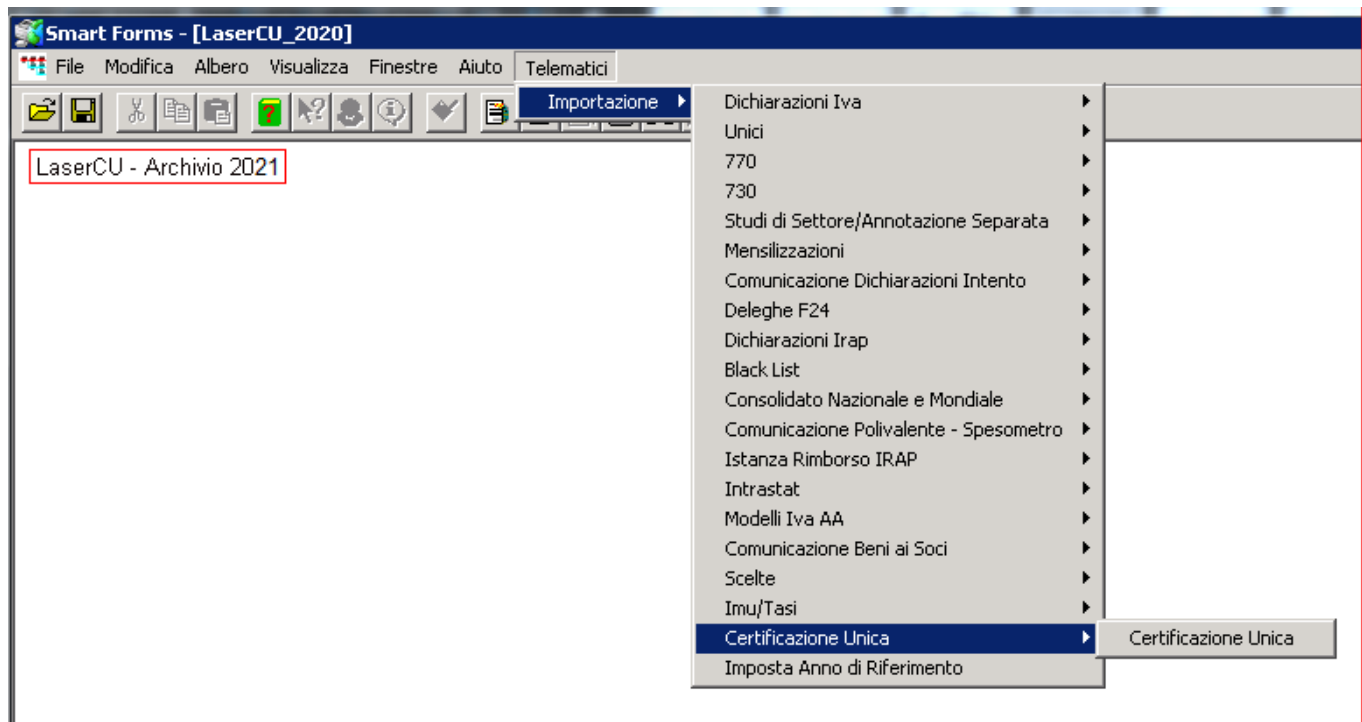 Smart Forms - [LaserCU_2020]
File Modifica Albero Visualizza Finestre Aiuto Telematici
Importazione
LaserCU - Archivio 2021
Dichiarazioni Iva
Unici
770
730
Studi di Settore/Annotazione Separata
Mensilizzazioni
Comunicazione Dichiarazioni Intento
Deleghe F24
Dichiarazioni Irap
Black List
Consolidato Nazionale e Mondiale
Comunicazione Polivalente - Spesometro
Istanza Rimborso IRAP
Intrastat
Modelli Iva AA
Comunicazione Beni ai Soci
Scelte
Imu/Tasi
Certificazione Unica
Certificazione Unica
Imposta Anno di Riferimento